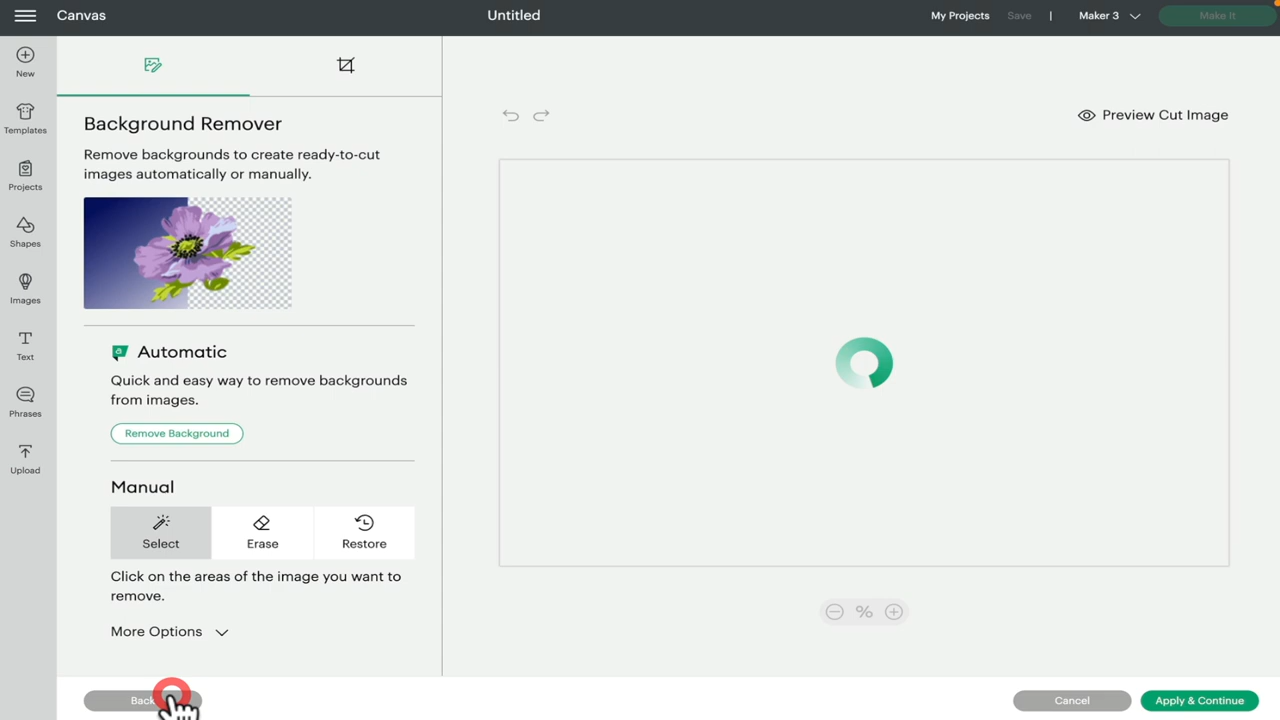 Canvas
Untitled
My Projects Save | Maker 3 Make It
New
Templates
Projects
Shapes
Images
Text
Phrases
Upload
Background Remover
Remove backgrounds to create ready-to-cut
images automatically or manually.
Automatic
Quick and easy way to remove backgrounds
from images.
Remove Background
Manual
Select Erase Restore
Click on the areas of the image you want to
remove.
More Options
Preview Cut Image
%
Back
Cancel
Apply & Continue